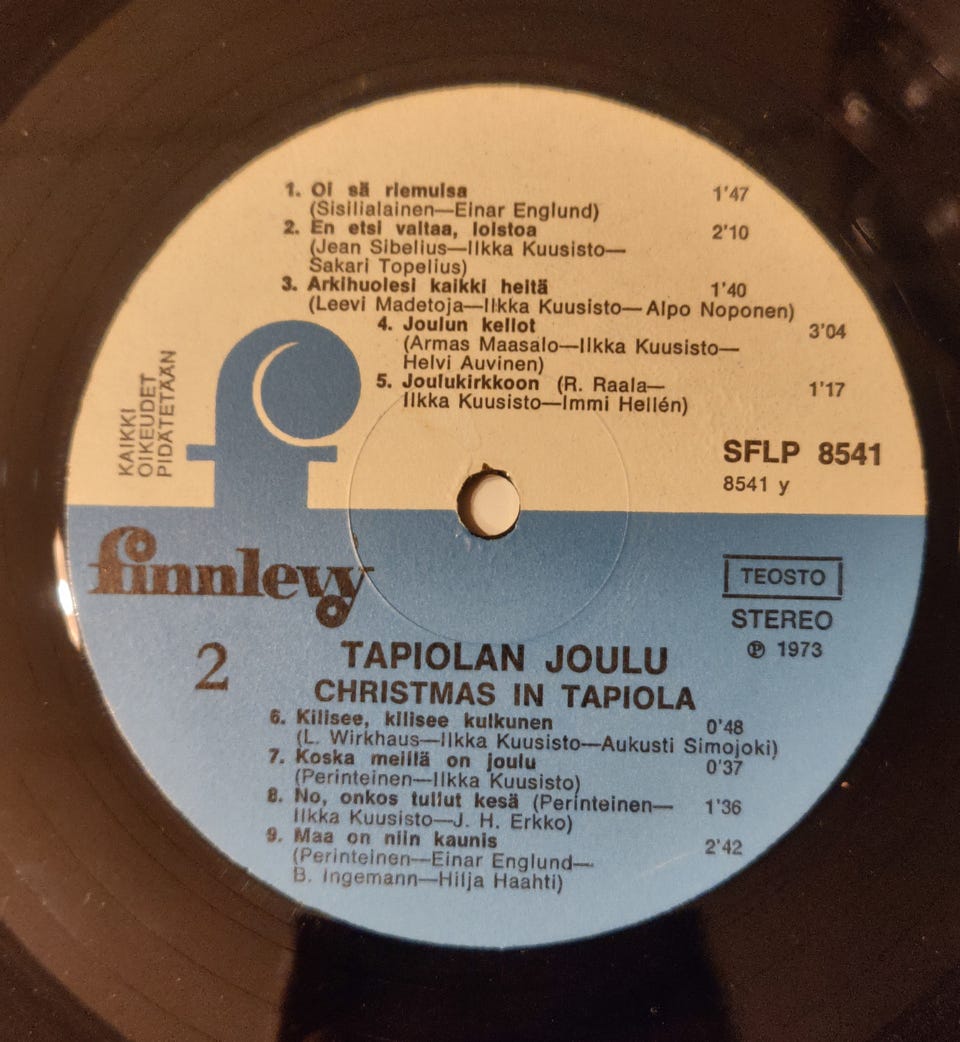 1. Oi sä riemuisa 1'47
(Sisilialainen—Einar Englund)
2. En etsi valtaa, loistoa 2'10
(Jean Sibelius—Ilkka Kuusisto—
Sakari Topelius)
3. Arkihuolesi kaikki heitä 1'40
(Leevi Madetoja—Ilkka Kuusisto—Alpo Noponen)
4. Joulun kellot 3'04
(Armas Maasalo—Ilkka Kuusisto—
Helvi Auvinen)
5. Joulukirkkoon (R. Raala— 1'17
Ilkka Kuusisto—Immi Hellén)
KAIKKI
OIKEUDET
PIDÄTETÄÄN
f
SFLP 8541
8541 y
finnlevy
TEOSTO
STEREO
℗ 1973
2
TAPIOLAN JOULU
CHRISTMAS IN TAPIOLA
6. Kilisee, kilisee kulkunen 0'48
(L. Wirkhaus—Ilkka Kuusisto—Aukusti Simojoki)
7. Koska meillä on joulu 0'37
(Perinteinen—Ilkka Kuusisto)
8. No, onkos tullut kesä (Perinteinen— 1'36
Ilkka Kuusisto—J. H. Erkko)
9. Maa on niin kaunis 2'42
(Perinteinen—Einar Englund—
B. Ingemann—Hilja Haahti)